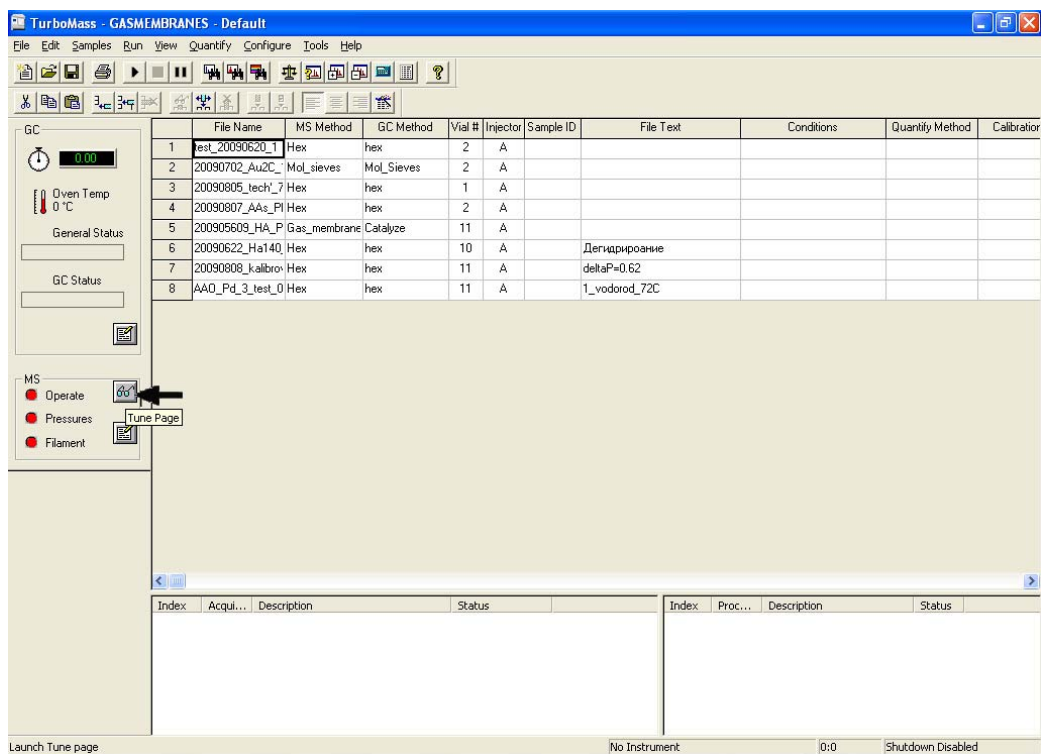 TurboMass - GASMEMBRANES - Default
File Edit Samples Run View Quantify Configure Tools Help
GC
0.00
Oven Temp
0 °C
General Status
GC Status
MS
Operate
Pressures
Filament
Tune Page
File Name MS Method GC Method Vial # Injector Sample ID File Text Conditions Quantify Method Calibration
1 test_20090620_1 Hex hex 2 A
2 20090702_Au2C_ Mol_sieves Mol_Sieves 2 A
3 20090805_tech'_7 Hex hex 1 A
4 20090807_AAs_Pl Hex hex 2 A
5 200905609_HA_P Gas_membrane Catalyze 11 A
6 20090622_Ha140_ Hex hex 10 A Дегидрироание
7 20090808_kalibrov Hex hex 11 A deltaP=0.62
8 AAO_Pd_3_test_0 Hex hex 11 A 1_vodorod_72C
Index Acqui... Description Status
Index Proc... Description Status
Launch Tune page No Instrument 0:0 Shutdown Disabled